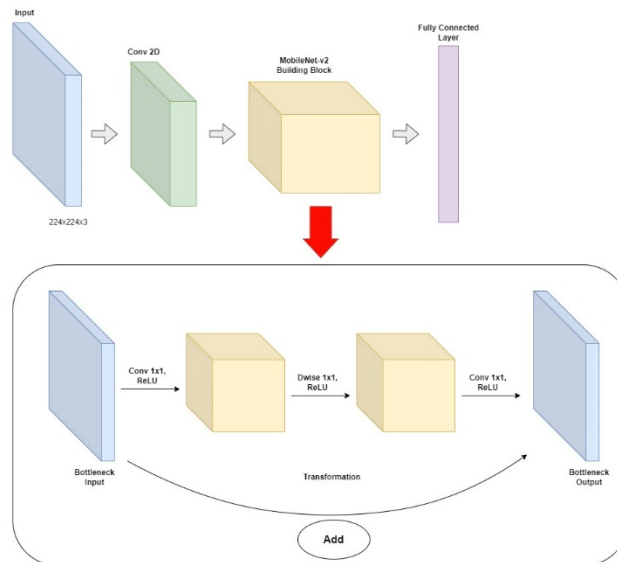 Input
Conv 2D
MobileNet-v2
Building Block
Fully Connected
Layer
224x224x3
Conv 1x1,
ReLU
Dwise 1x1,
ReLU
Conv 1x1,
ReLU
Bottleneck
Input
Transformation
Bottleneck
Output
Add